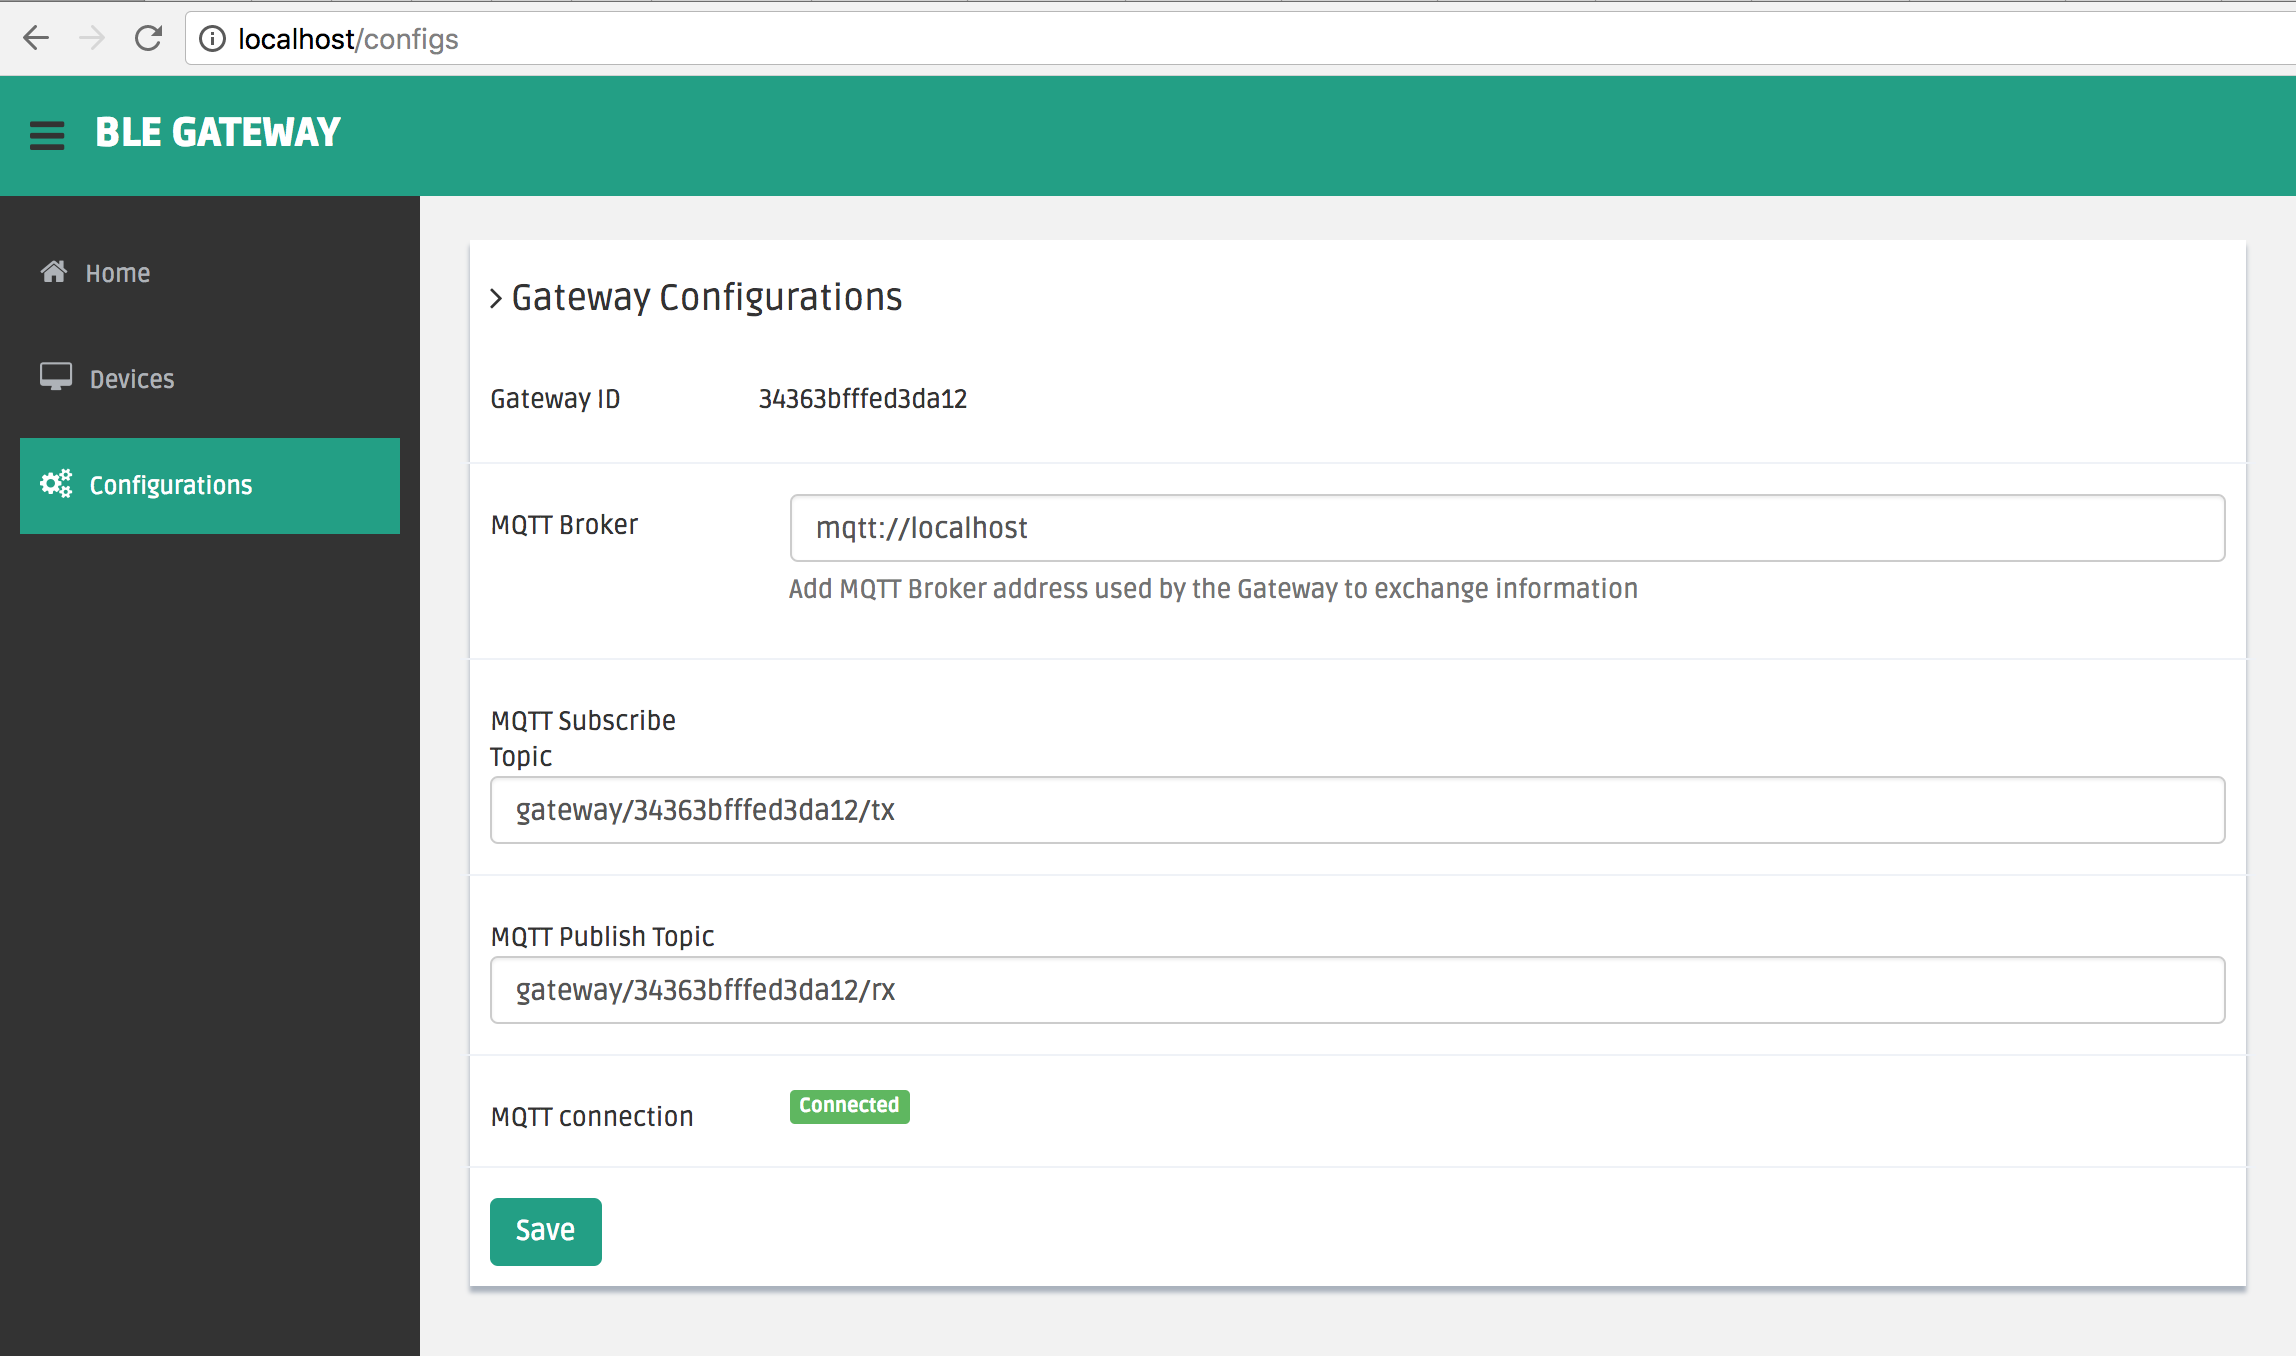 localhost/configs
BLE GATEWAY
Home
Devices
Configurations
Gateway Configurations
Gateway ID 34363bfffed3da12
MQTT Broker mqtt://localhost
Add MQTT Broker address used by the Gateway to exchange information
MQTT Subscribe
Topic
gateway/34363bfffed3da12/tx
MQTT Publish Topic
gateway/34363bfffed3da12/rx
MQTT connection Connected
Save